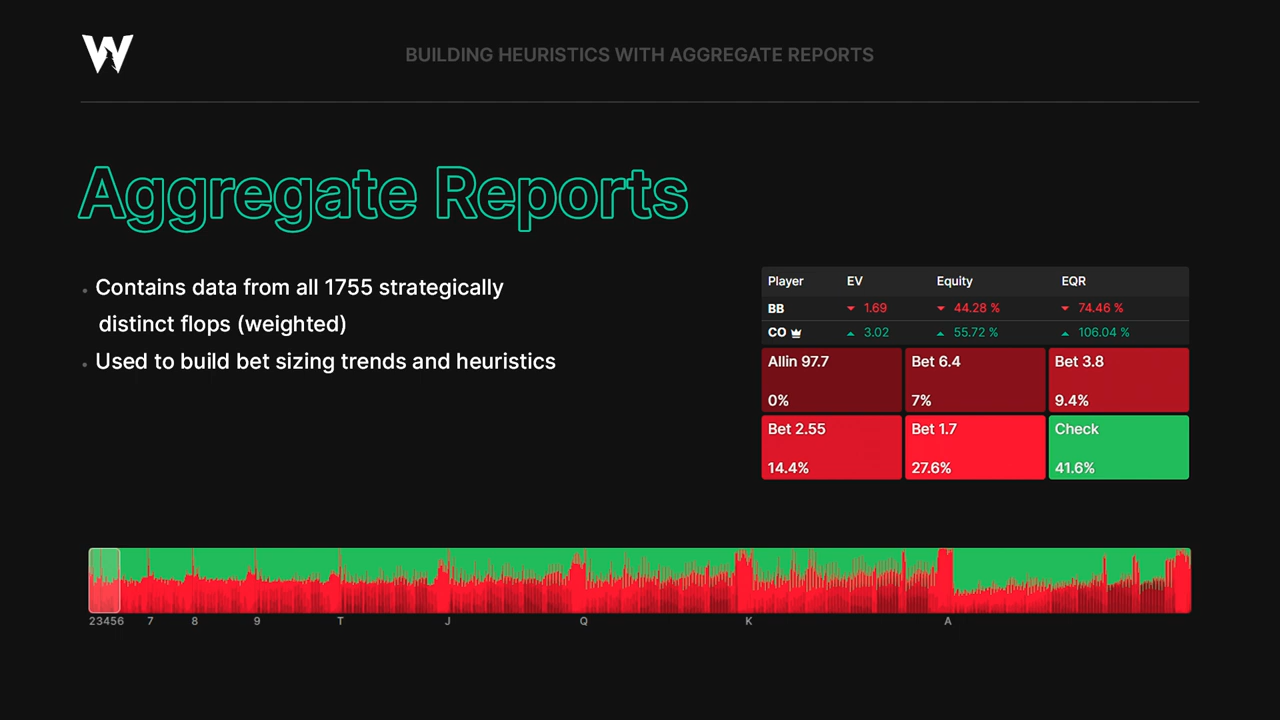 W
BUILDING HEURISTICS WITH AGGREGATE REPORTS
Aggregate Reports
• Contains data from all 1755 strategically
distinct flops (weighted)
• Used to build bet sizing trends and heuristics
Player EV Equity EQR
BB 1.69 44.28 % 74.46 %
CO 3.02 55.72 % 106.04 %
Allin 97.7 Bet 6.4 Bet 3.8
0% 7% 9.4%
Bet 2.55 Bet 1.7 Check
14.4% 27.6% 41.6%
23456 7 8 9 T J Q K A